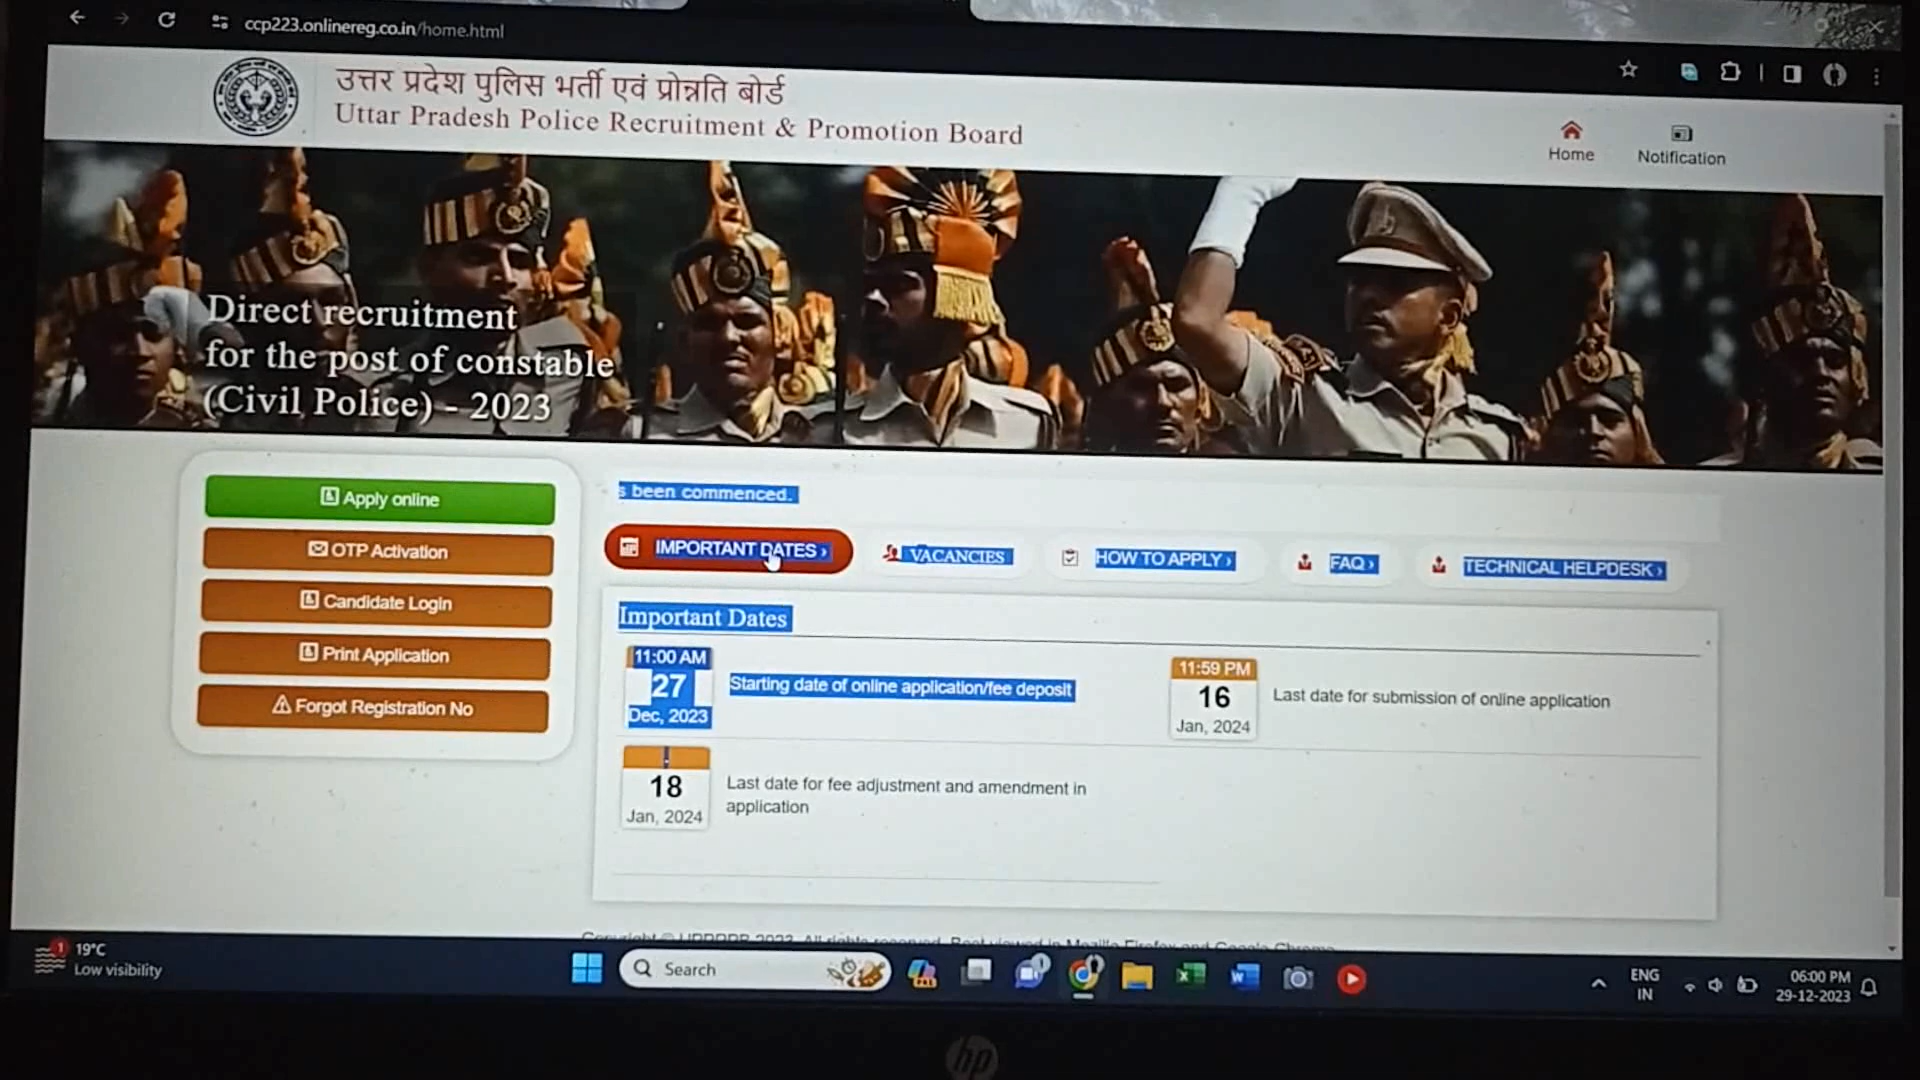 ccp223.onlinereg.co.in/home.html
उत्तर प्रदेश पुलिस भर्ती एवं प्रोन्नति बोर्ड
Uttar Pradesh Police Recruitment & Promotion Board
Home
Notification
Direct recruitment
for the post of constable
(Civil Police) - 2023
Apply online
OTP Activation
Candidate Login
Print Application
Forgot Registration No
s been commenced.
IMPORTANT DATES ›
VACANCIES
HOW TO APPLY ›
FAQ ›
TECHNICAL HELPDESK ›
Important Dates
11:00 AM
27
Dec, 2023
Starting date of online application/fee deposit
11:59 PM
16
Jan, 2024
Last date for submission of online application
18
Jan, 2024
Last date for fee adjustment and amendment in
application
1
19°C
Low visibility
Search
ENG
IN
06:00 PM
29-12-2023
hp